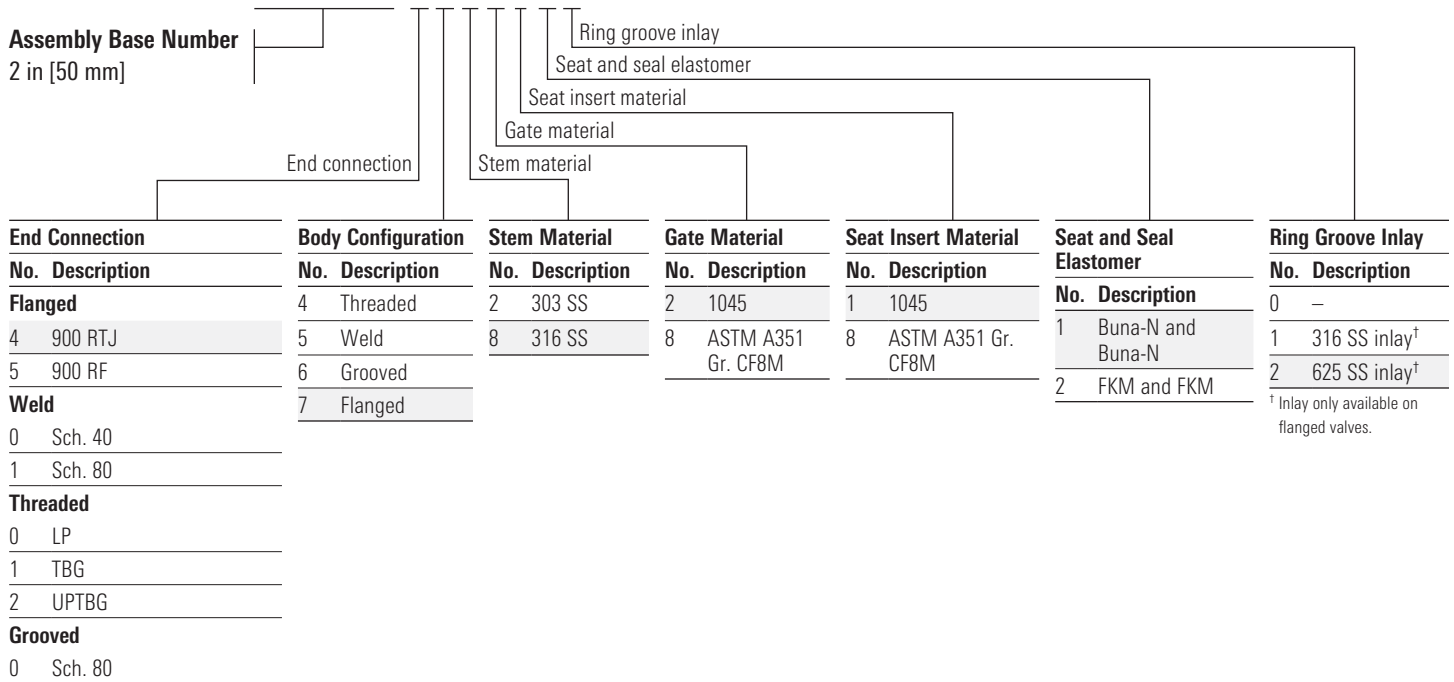 Assembly Base Number
2 in [50 mm]
Ring groove inlay
Seat and seal elastomer
Seat insert material
Gate material
End connection
Stem material
End Connection
No. Description
Flanged
4 900 RTJ
5 900 RF
Weld
0 Sch. 40
1 Sch. 80
Threaded
0 LP
1 TBG
2 UPTBG
Grooved
0 Sch. 80
Body Configuration
No. Description
4 Threaded
5 Weld
6 Grooved
7 Flanged
Stem Material
No. Description
2 303 SS
8 316 SS
Gate Material
No. Description
2 1045
8 ASTM A351
Gr. CF8M
Seat Insert Material
No. Description
1 1045
8 ASTM A351 Gr.
CF8M
Seat and Seal
Elastomer
No. Description
1 Buna-N and
Buna-N
2 FKM and FKM
Ring Groove Inlay
No. Description
0 –
1 316 SS inlay†
2 625 SS inlay†
† Inlay only available on
flanged valves.